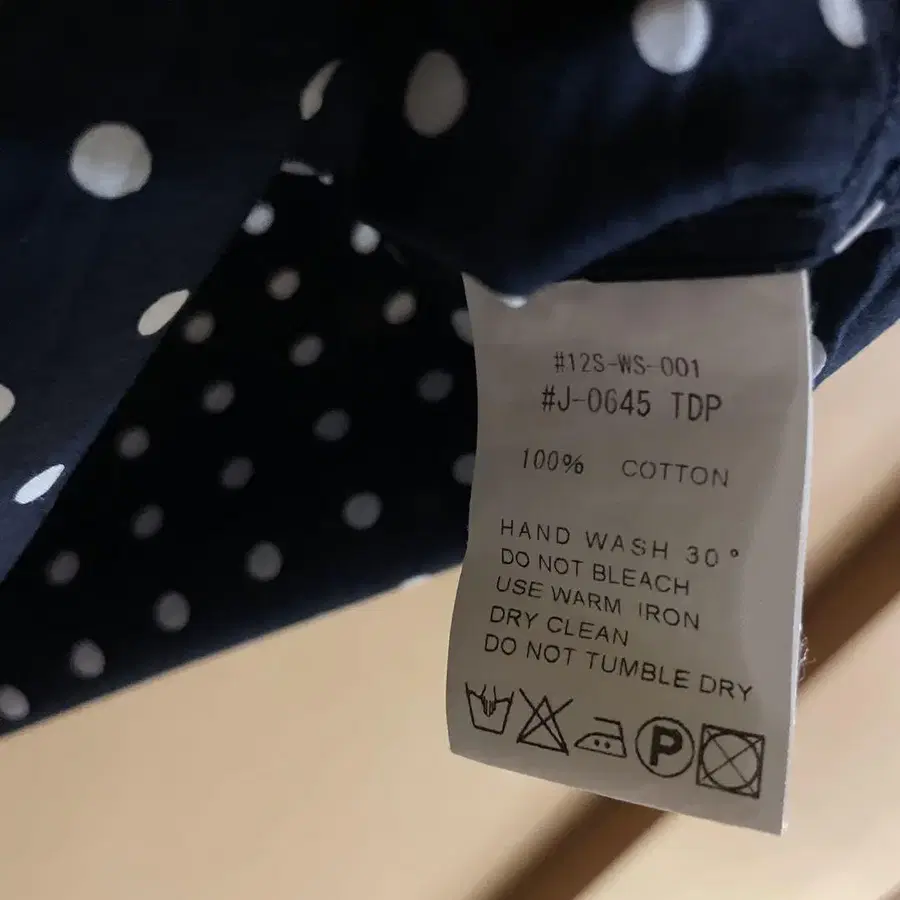 #12S-WS-001
#J-0645 TDP
100% COTTON
HAND WASH 30°
DO NOT BLEACH
USE WARM IRON
DRY CLEAN
DO NOT TUMBLE DRY
P